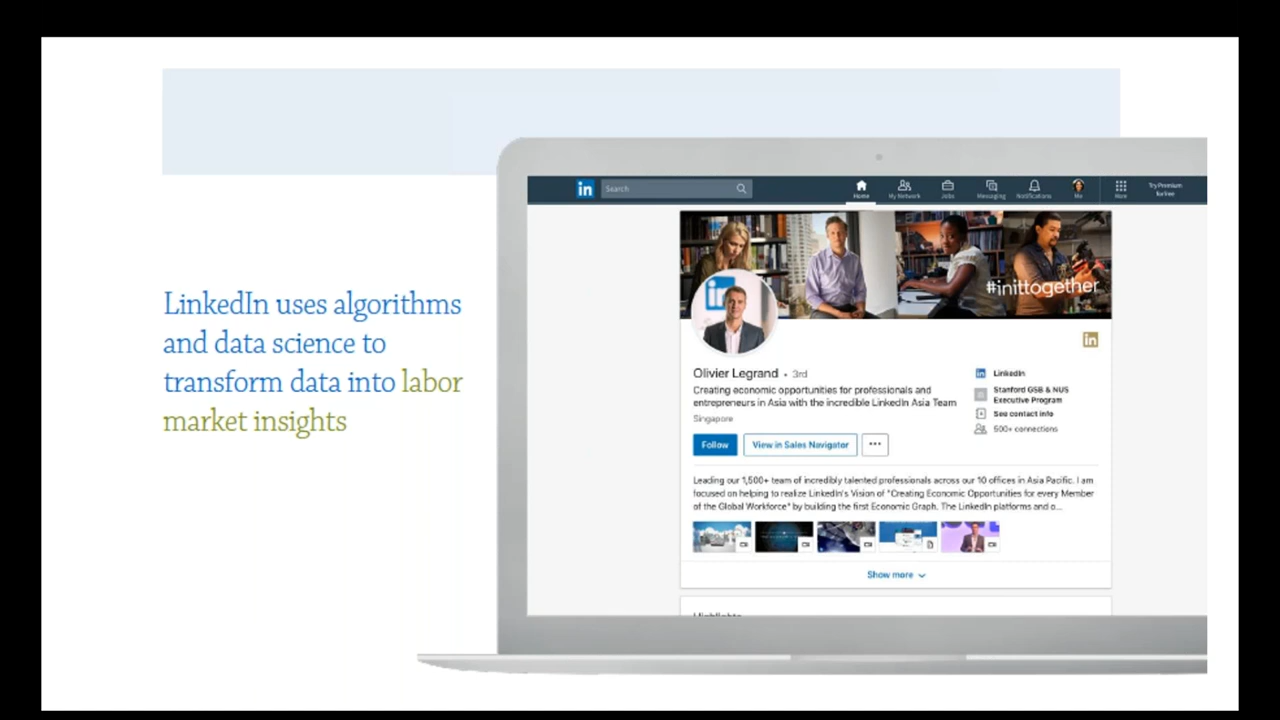 LinkedIn uses algorithms
and data science to
transform data into labor
market insights
in
Search
Home
My Network
Jobs
Messaging
Notifications
Me
More
Try Premium
for free
#inittogether
in
Olivier Legrand • 3rd
Creating economic opportunities for professionals and
entrepreneurs in Asia with the incredible LinkedIn Asia Team
Singapore
LinkedIn
Stanford GSB & NUS
Executive Program
See contact info
500+ connections
Follow
View in Sales Navigator
Leading our 1,500+ team of incredibly talented professionals across our 10 offices in Asia Pacific. I am
focused on helping to realize LinkedIn's Vision of "Creating Economic Opportunities for every Member
of the Global Workforce" by building the first Economic Graph. The LinkedIn platforms and o...
Show more
Highlights